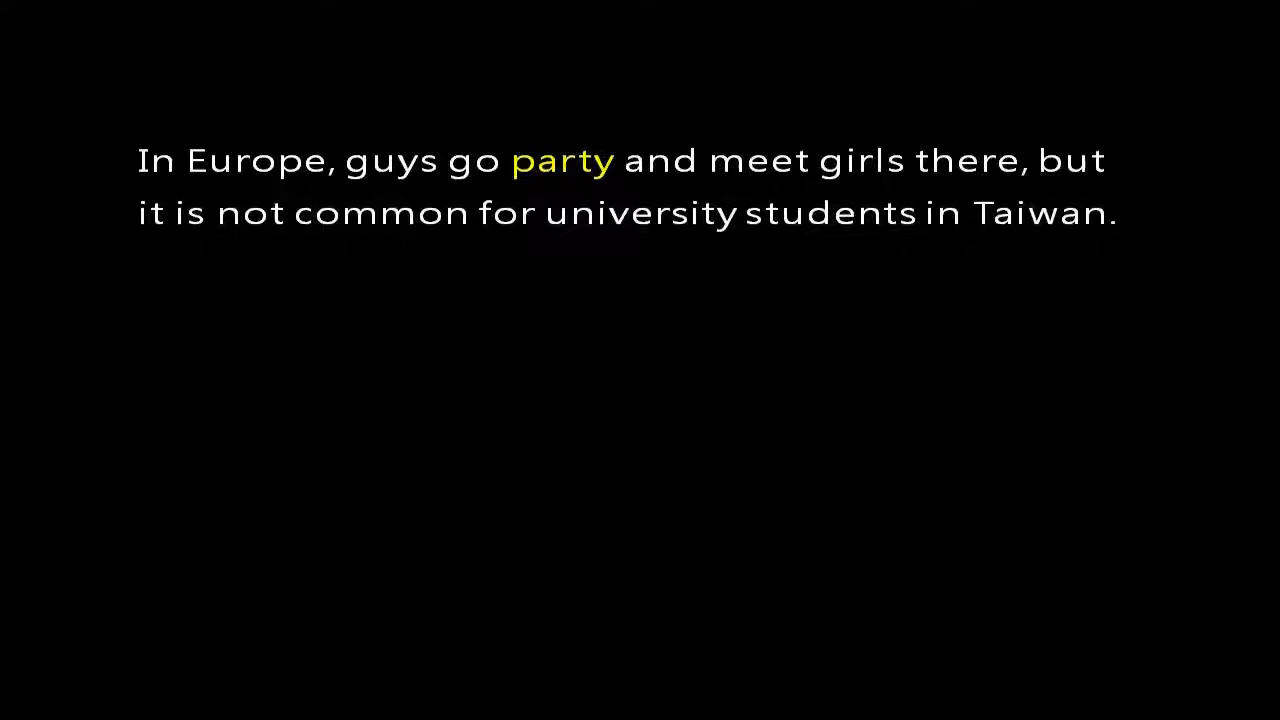 In Europe, guys go party and meet girls there, but
it is not common for university students in Taiwan.